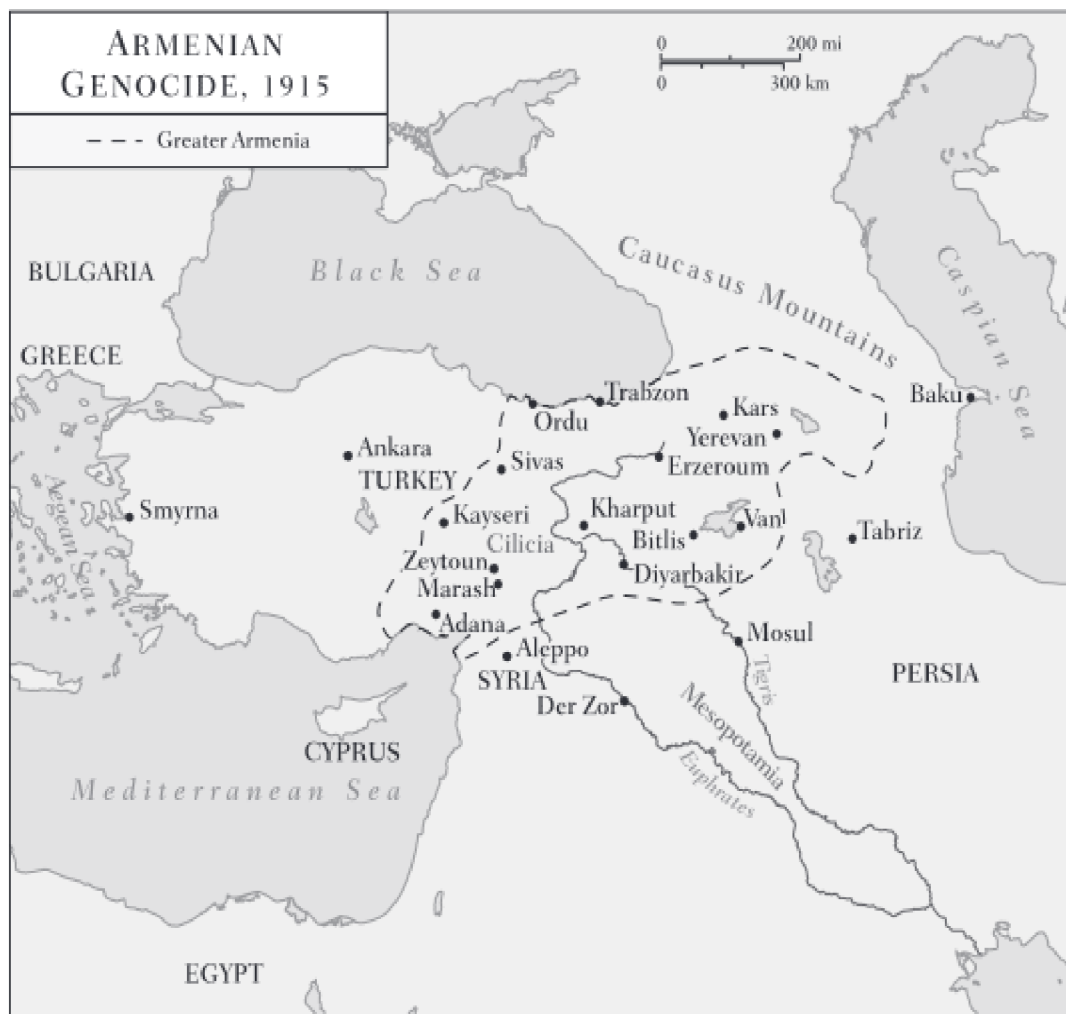 ARMENIAN
GENOCIDE, 1915
Greater Armenia
0 200 mi
0 300 km
BULGARIA
Black Sea
Caucasus Mountains
Caspian Sea
GREECE
Trabzon
Ordu
Kars
Baku
Yerevan
Ankara
TURKEY
Sivas
Erzeroum
Aegean Sea
Smyrna
Kayseri
Cilicia
Kharput
Van
Bitlis
Tabriz
Zeytoun
Marash
Diyarbakir
Adana
Mosul
Aleppo
SYRIA
Tigris
PERSIA
Der Zor
Mesopotamia
CYPRUS
Euphrates
Mediterranean Sea
EGYPT